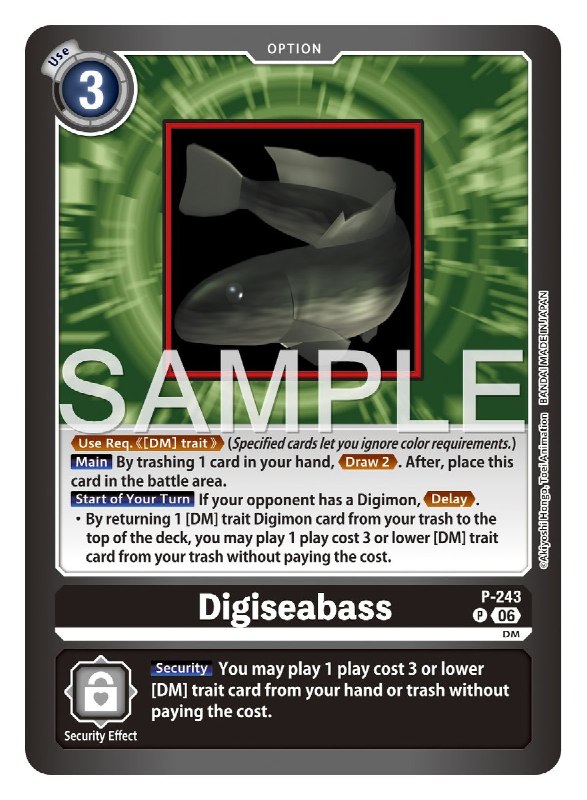 OPTION
Use
3
SAMPLE
Use Req.《[DM] trait》 (Specified cards let you ignore color requirements.)
Main By trashing 1 card in your hand, Draw 2. After, place this
card in the battle area.
Start of Your Turn If your opponent has a Digimon, Delay.
・By returning 1 [DM] trait Digimon card from your trash to the
top of the deck, you may play 1 play cost 3 or lower [DM] trait
card from your trash without paying the cost.
©Akiyoshi Hongo, Toei Animation BANDAI MADE IN JAPAN
Digiseabass
P-243
P 06
DM
Security You may play 1 play cost 3 or lower
[DM] trait card from your hand or trash without
paying the cost.
Security Effect